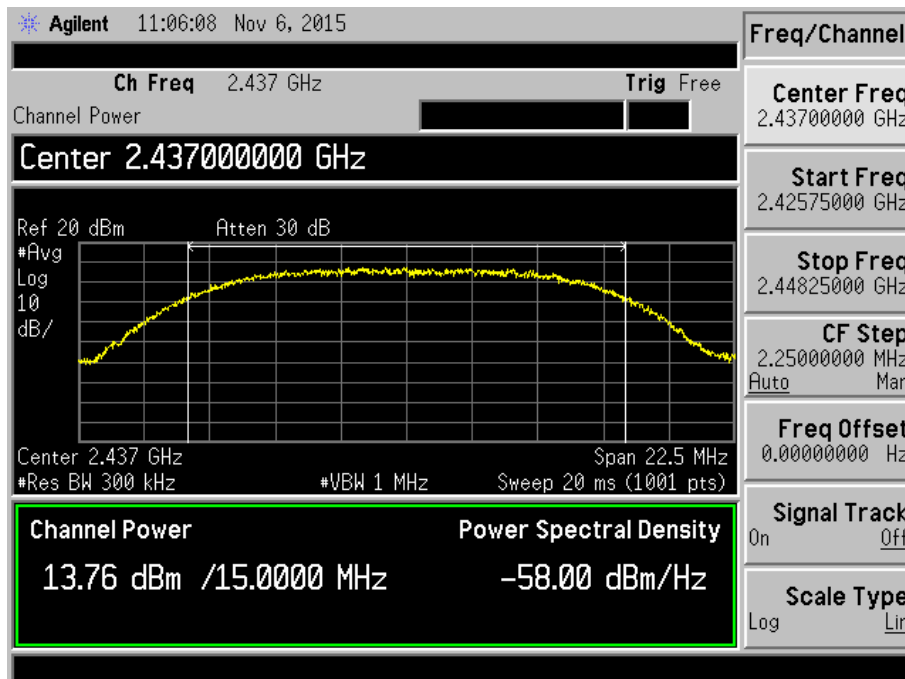 Agilent 11:06:08 Nov 6, 2015
Freq/Channel
Ch Freq 2.437 GHz Trig Free
Channel Power
Center 2.437000000 GHz
Ref 20 dBm Atten 30 dB
#Avg
Log
10
dB/
Center 2.437 GHz Span 22.5 MHz
#Res BW 300 kHz #VBW 1 MHz Sweep 20 ms (1001 pts)
Channel Power Power Spectral Density
13.76 dBm /15.0000 MHz -58.00 dBm/Hz
Center Freq
2.43700000 GHz
Start Freq
2.42575000 GHz
Stop Freq
2.44825000 GHz
CF Step
2.25000000 MHz
Auto Man
Freq Offset
0.00000000 Hz
Signal Track
On Off
Scale Type
Log Lin